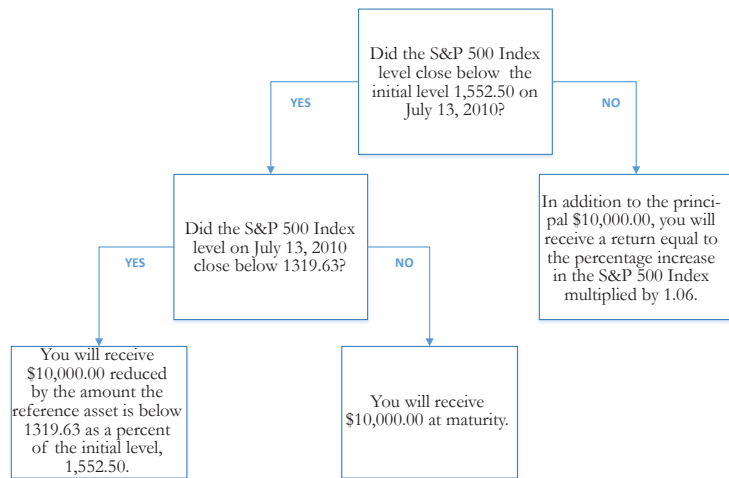 Did the S&P 500 Index
level close below the
initial level 1,552.50 on
July 13, 2010?
YES
NO
Did the S&P 500 Index
level on July 13, 2010
close below 1319.63?
In addition to the princi-
pal $10,000.00, you will
receive a return equal to
the percentage increase
in the S&P 500 Index
multiplied by 1.06.
YES
NO
You will receive
$10,000.00 reduced
by the amount the
reference asset is below
1319.63 as a percent
of the initial level,
1,552.50.
You will receive
$10,000.00 at maturity.